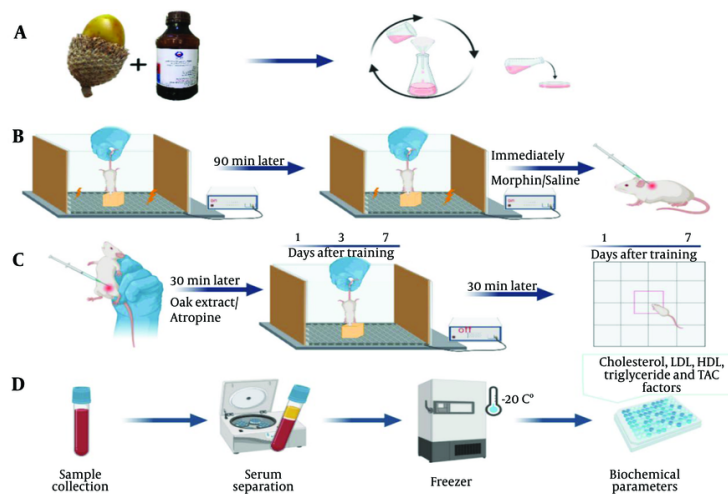 A
B
90 min later
Immediately
Morphin/Saline
on
on
C
30 min later
Oak extract/
Atropine
1 3 7
Days after training
off
30 min later
1 7
Days after training
D
Cholesterol, LDL, HDL,
triglyceride and TAC
factors
-20 C°
Sample
collection
Serum
separation
Freezer
Biochemical
parameters